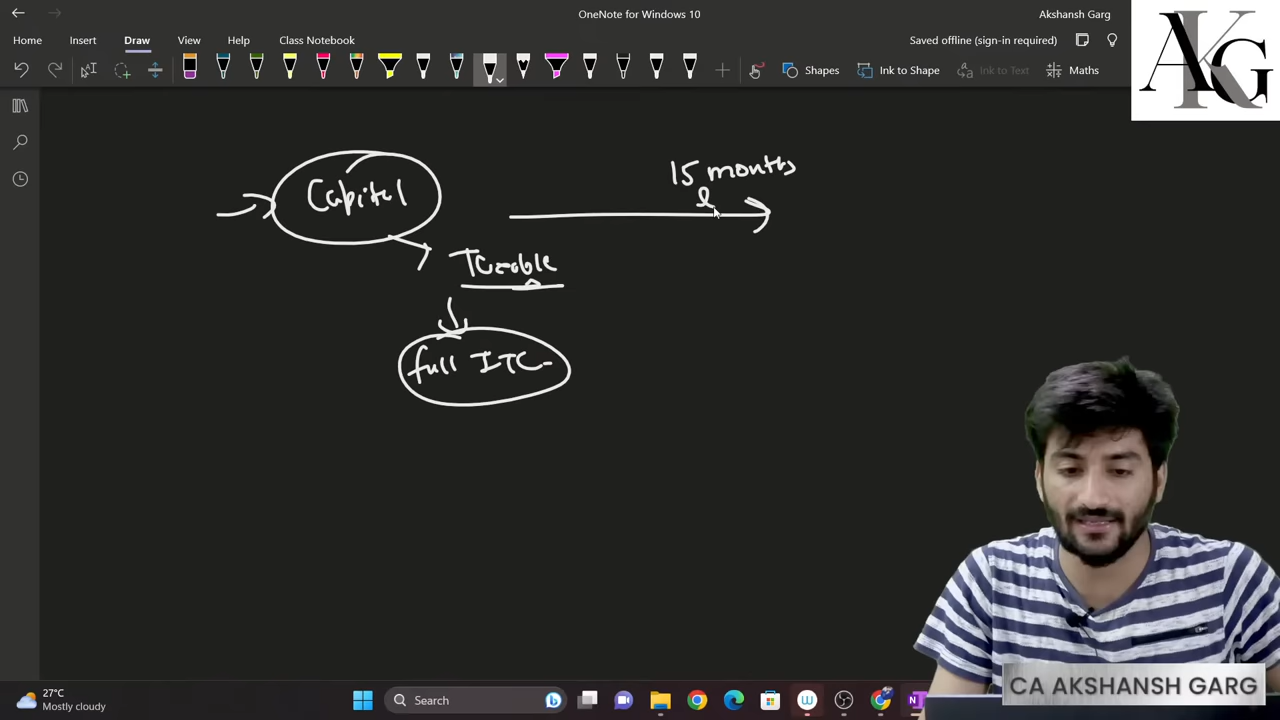 OneNote for Windows 10
Akshansh Garg
Home Insert Draw View Help Class Notebook
Saved offline (sign-in required)
Shapes Ink to Shape Ink to Text Maths
AKG
15 months
Capital
Taxable
full ITC
CA AKSHANSH GARG
27°C
Mostly cloudy
Search